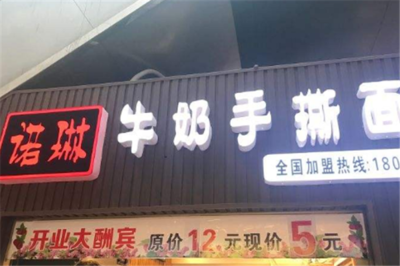 诺琳 牛奶手撕面
全国加盟热线:180
开业大酬宾 原价12元现价5元